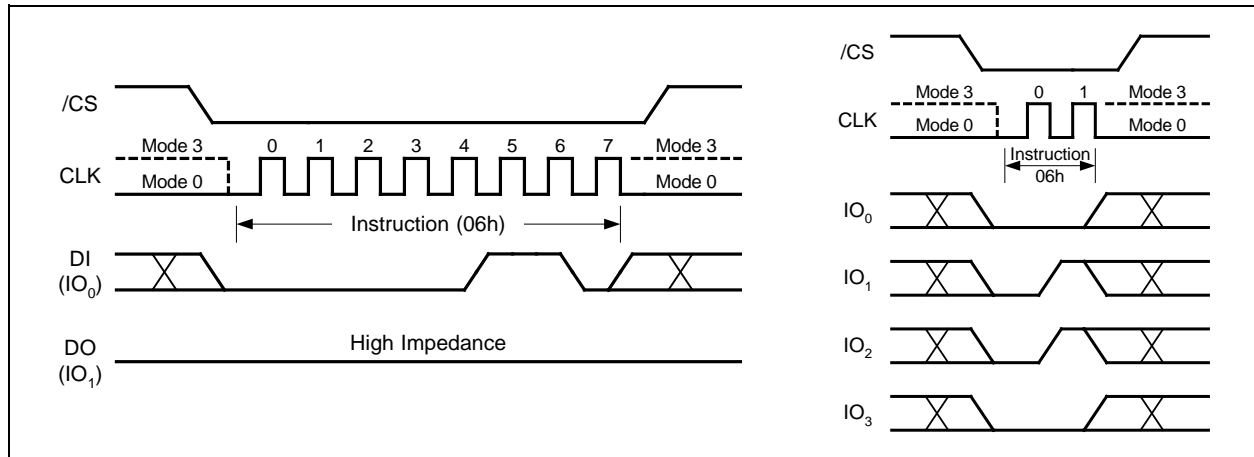 /CS
Mode 3 0 1 2 3 4 5 6 7 Mode 3
CLK
Mode 0 Mode 0
Instruction (06h)
DI
(IO₀)
High Impedance
DO
(IO₁)
/CS
Mode 3 0 1 Mode 3
CLK
Mode 0 Mode 0
Instruction
06h
IO₀
IO₁
IO₂
IO₃